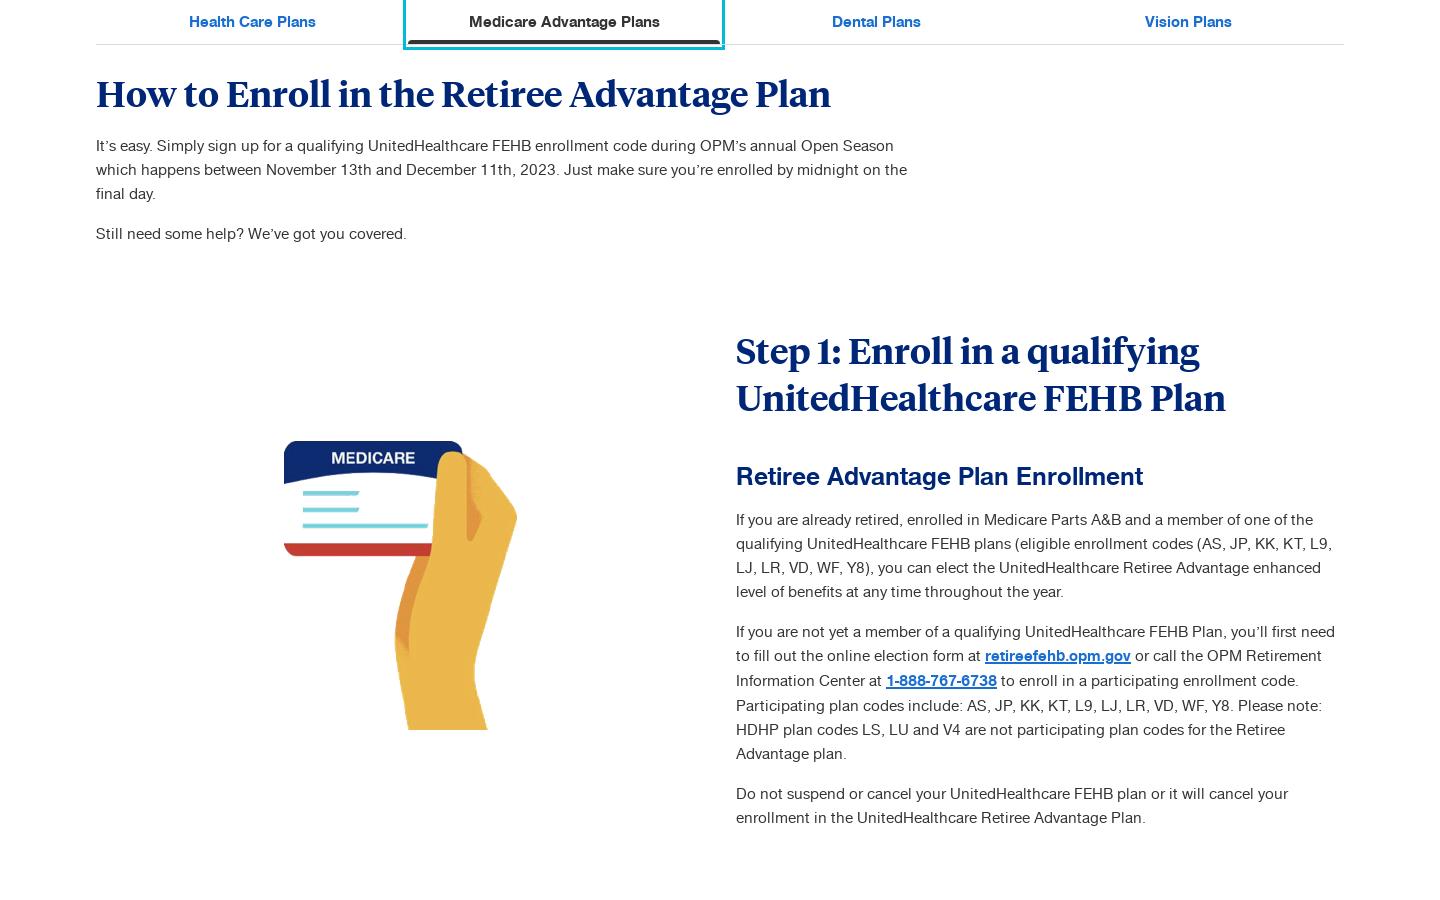 Health Care Plans
Medicare Advantage Plans
Dental Plans
Vision Plans
How to Enroll in the Retiree Advantage Plan
It’s easy. Simply sign up for a qualifying UnitedHealthcare FEHB enrollment code during OPM’s annual Open Season
which happens between November 13th and December 11th, 2023. Just make sure you’re enrolled by midnight on the
final day.
Still need some help? We’ve got you covered.
MEDICARE
Step 1: Enroll in a qualifying
UnitedHealthcare FEHB Plan
Retiree Advantage Plan Enrollment
If you are already retired, enrolled in Medicare Parts A&B and a member of one of the
qualifying UnitedHealthcare FEHB plans (eligible enrollment codes (AS, JP, KK, KT, L9,
LJ, LR, VD, WF, Y8), you can elect the UnitedHealthcare Retiree Advantage enhanced
level of benefits at any time throughout the year.
If you are not yet a member of a qualifying UnitedHealthcare FEHB Plan, you’ll first need
to fill out the online election form at retireefehb.opm.gov or call the OPM Retirement
Information Center at 1-888-767-6738 to enroll in a participating enrollment code.
Participating plan codes include: AS, JP, KK, KT, L9, LJ, LR, VD, WF, Y8. Please note:
HDHP plan codes LS, LU and V4 are not participating plan codes for the Retiree
Advantage plan.
Do not suspend or cancel your UnitedHealthcare FEHB plan or it will cancel your
enrollment in the UnitedHealthcare Retiree Advantage Plan.